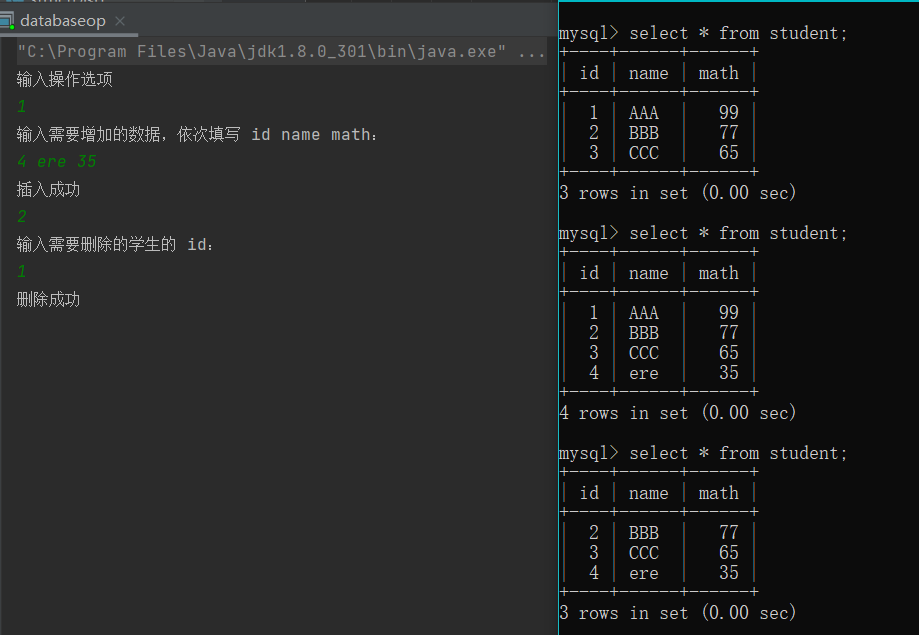 databaseop
"C:\Program Files\Java\jdk1.8.0_301\bin\java.exe" ...
输入操作选项
1
输入需要增加的数据，依次填写 id name math：
4 ere 35
插入成功
2
输入需要删除的学生的 id：
1
删除成功
mysql> select * from student;
+----+------+------+
| id | name | math |
+----+------+------+
| 1 | AAA | 99 |
| 2 | BBB | 77 |
| 3 | CCC | 65 |
+----+------+------+
3 rows in set (0.00 sec)
mysql> select * from student;
+----+------+------+
| id | name | math |
+----+------+------+
| 1 | AAA | 99 |
| 2 | BBB | 77 |
| 3 | CCC | 65 |
| 4 | ere | 35 |
+----+------+------+
4 rows in set (0.00 sec)
mysql> select * from student;
+----+------+------+
| id | name | math |
+----+------+------+
| 2 | BBB | 77 |
| 3 | CCC | 65 |
| 4 | ere | 35 |
+----+------+------+
3 rows in set (0.00 sec)